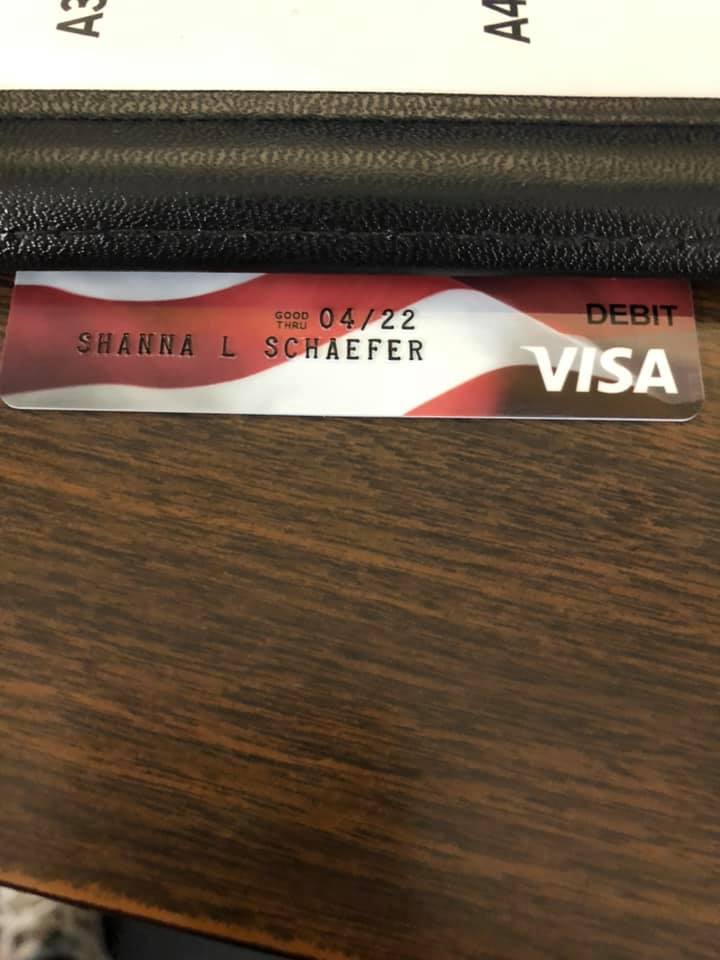 A3
A4
GOOD THRU 04/22
DEBIT
SHANNA L SCHAEFER
VISA